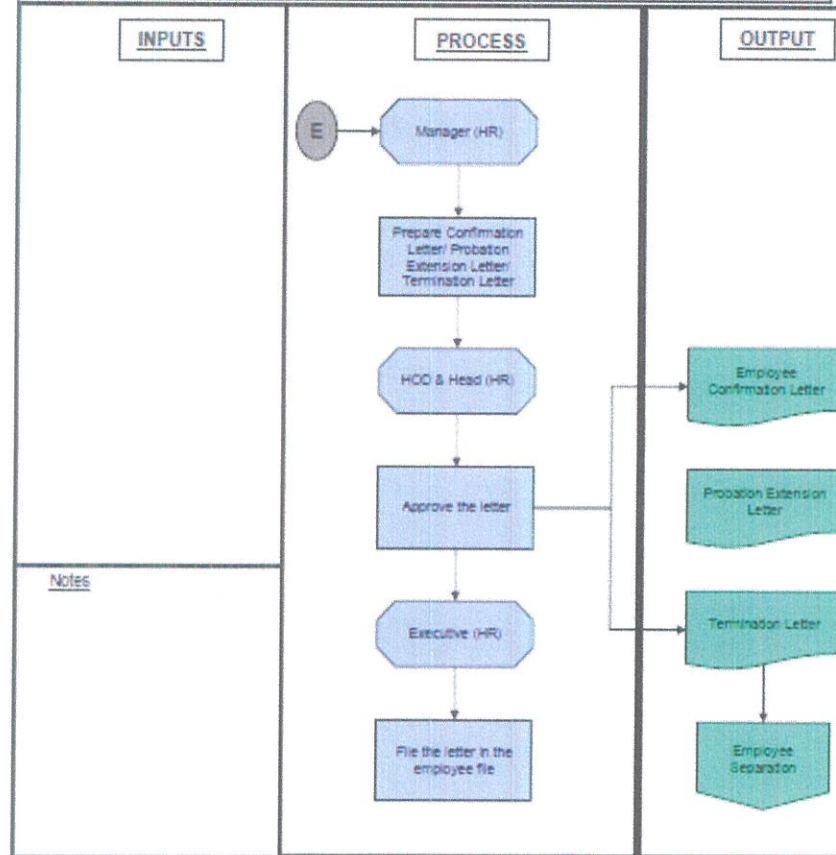 INPUTS
PROCESS
OUTPUT
E
Manager (HR)
Prepare Confirmation
Letter/ Probation
Extension Letter/
Termination Letter
HOD & Head (HR)
Employee
Confirmation Letter
Approve the letter
Probation Extension
Letter
Notes
Executive (HR)
Termination Letter
File the letter in the
employee file
Employee
Separation